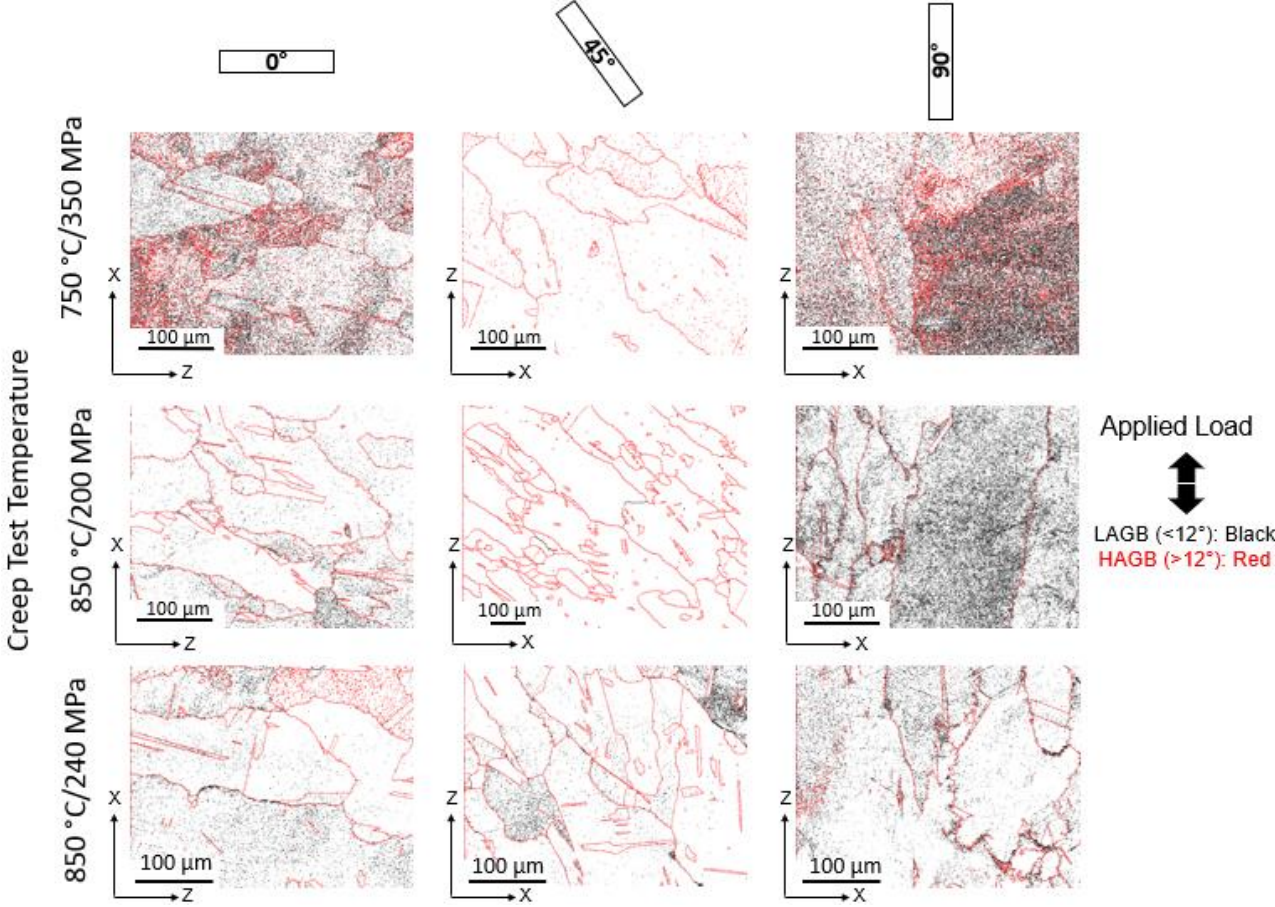 0°
45°
90°
Creep Test Temperature
750 °C/350 MPa
X
100 µm
Z
Z
100 µm
X
Z
100 µm
X
850 °C/200 MPa
X
100 µm
Z
Z
100 µm
X
Z
100 µm
X
Applied Load
LAGB (<12°): Black
HAGB (>12°): Red
850 °C/240 MPa
X
100 µm
Z
Z
100 µm
X
Z
100 µm
X